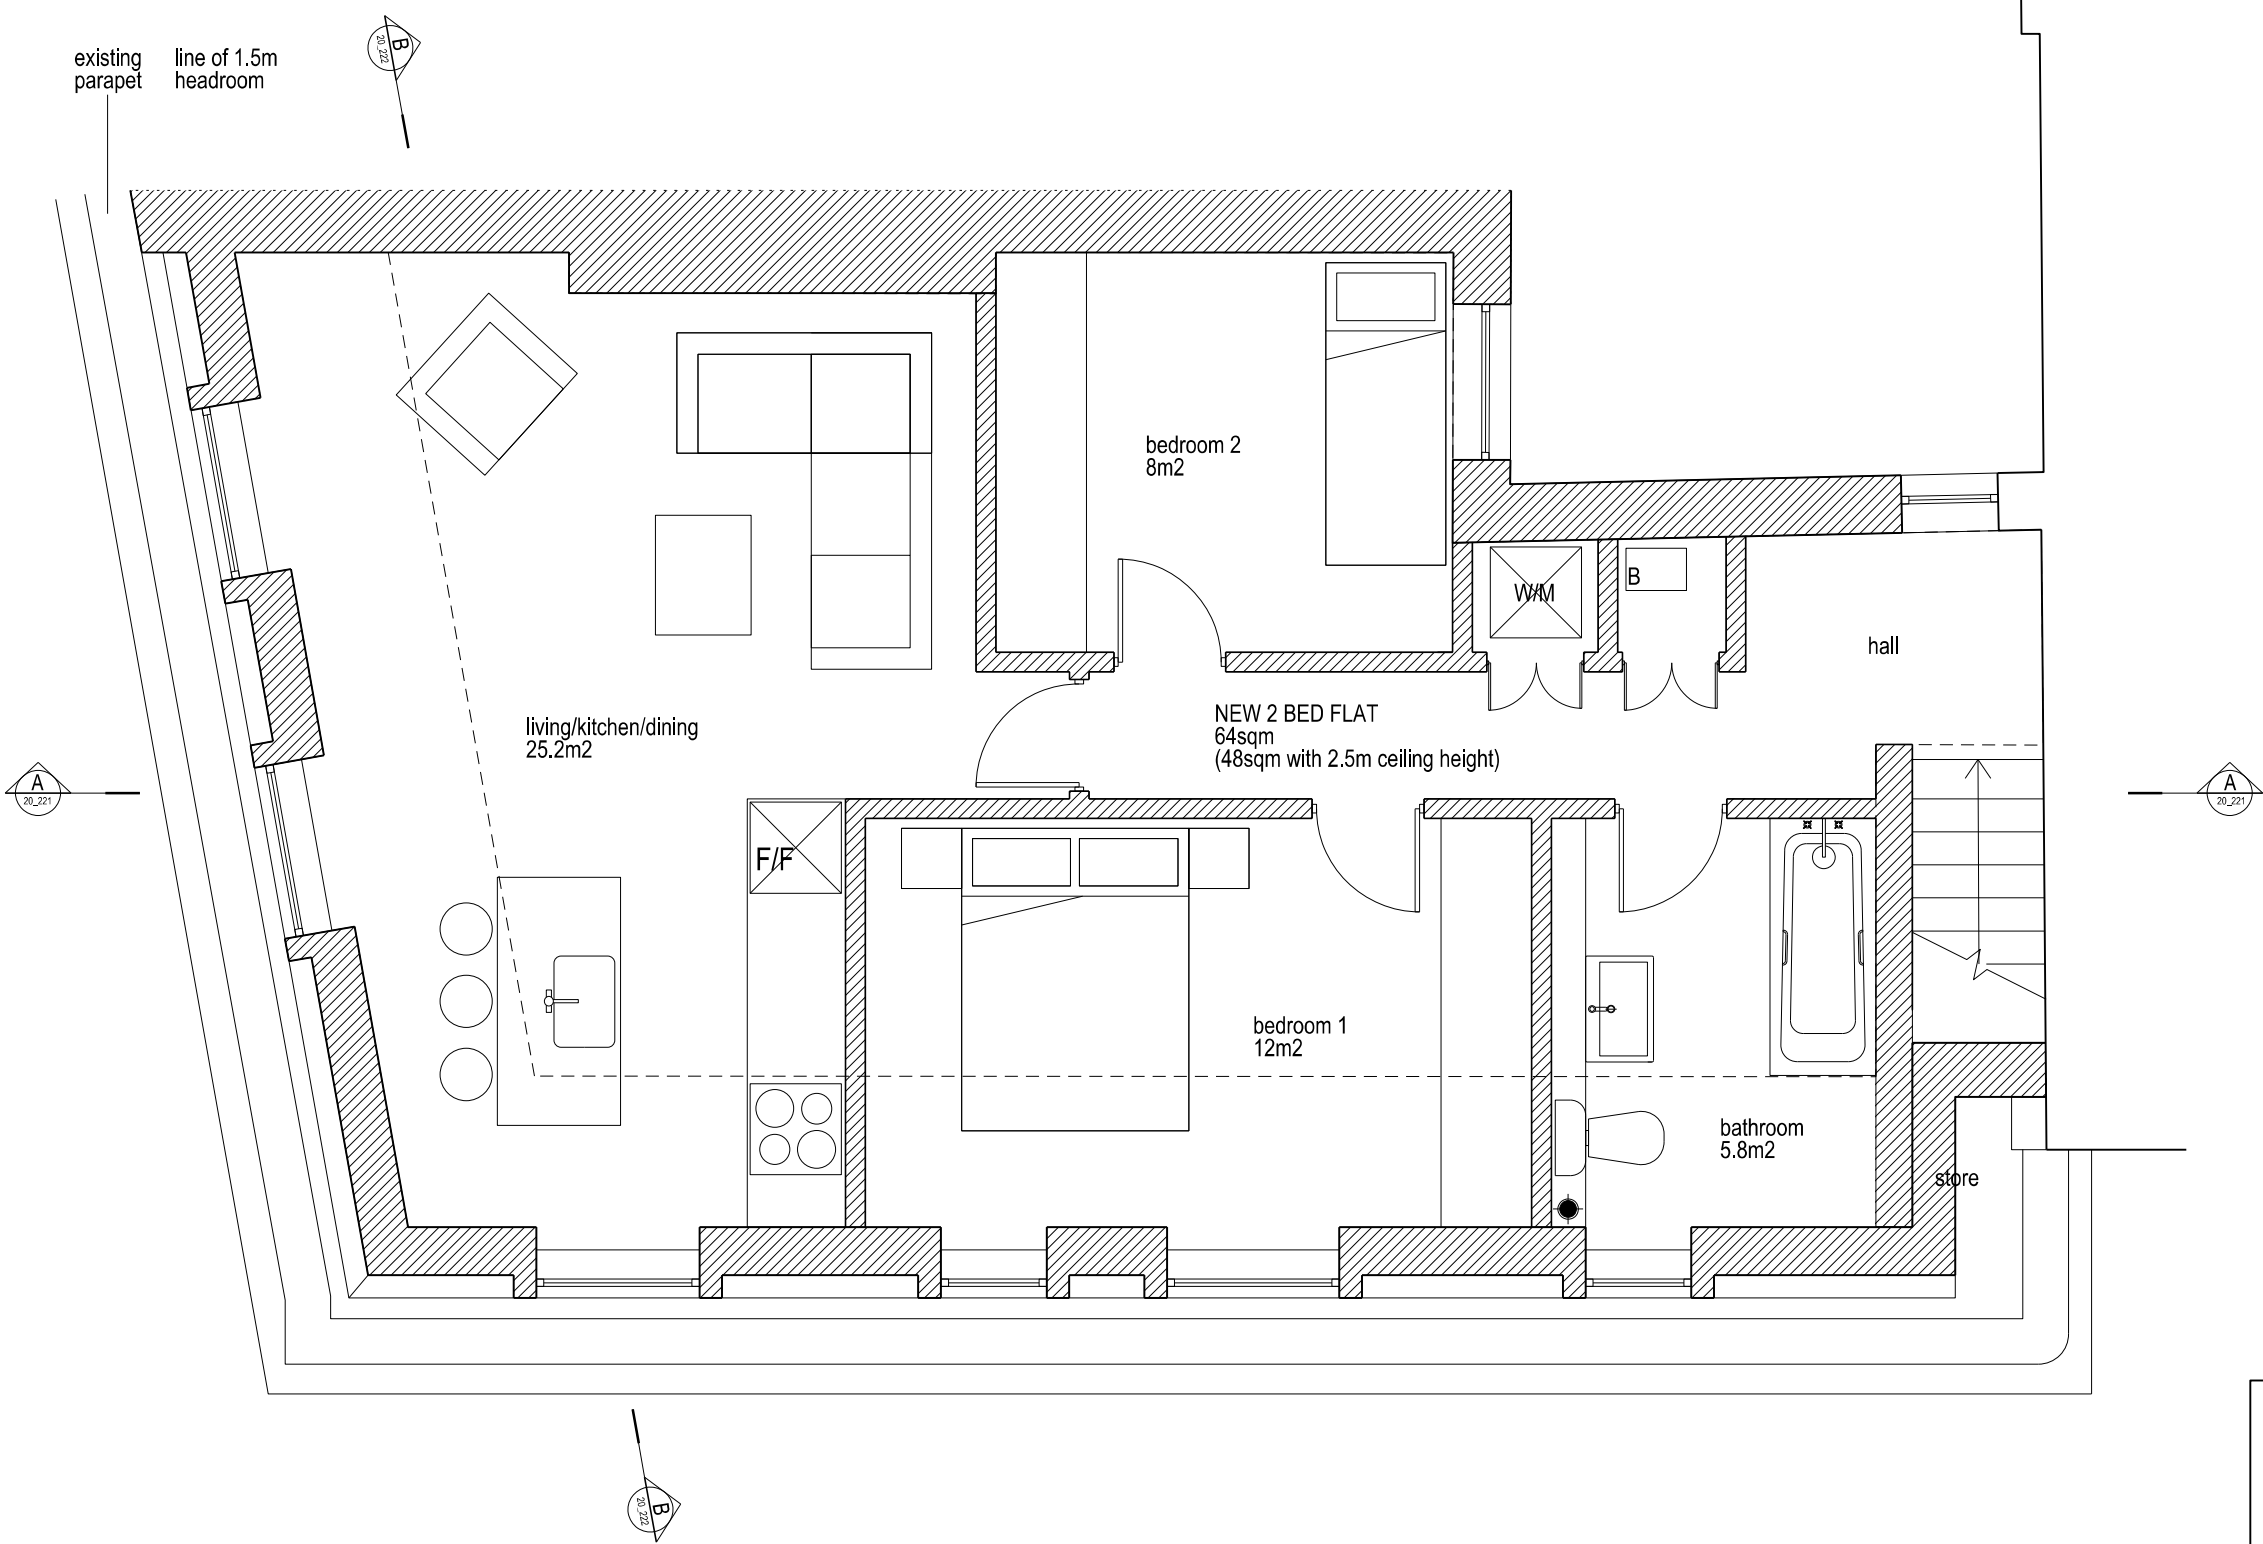 existing
parapet
line of 1.5m
headroom
B
20_222
bedroom 2
8m2
W/M
B
hall
living/kitchen/dining
25.2m2
NEW 2 BED FLAT
64sqm
(48sqm with 2.5m ceiling height)
A
20_221
A
20_221
F/F
bedroom 1
12m2
bathroom
5.8m2
store
B
20_222